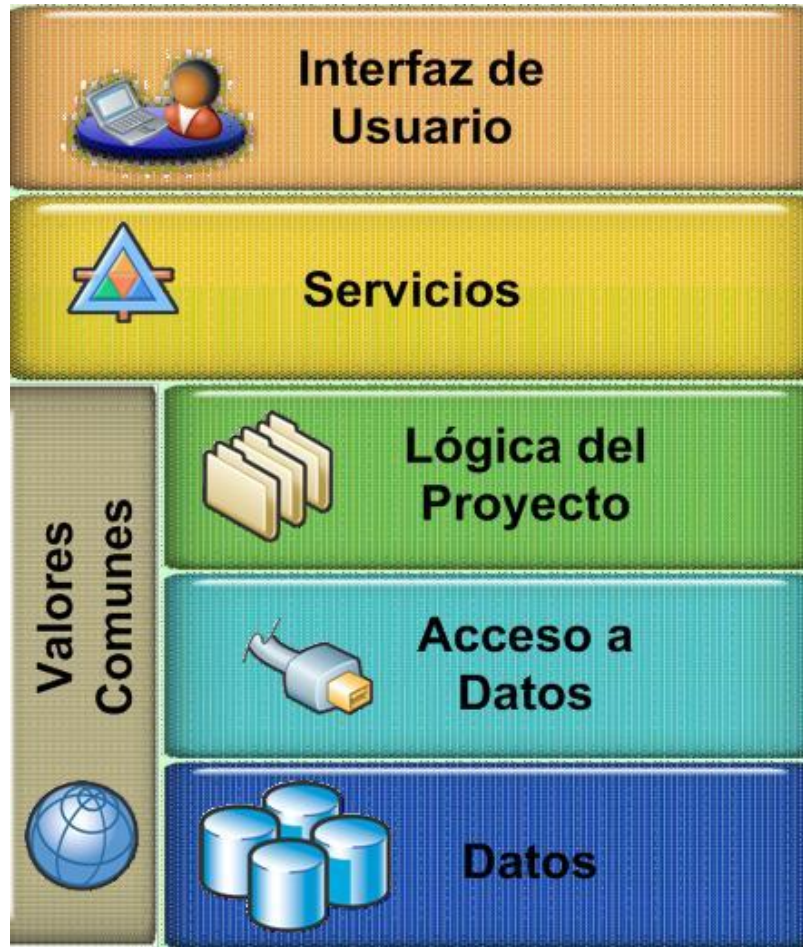 Interfaz de
Usuario
Servicios
Valores
Comunes
Lógica del
Proyecto
Acceso a
Datos
Datos